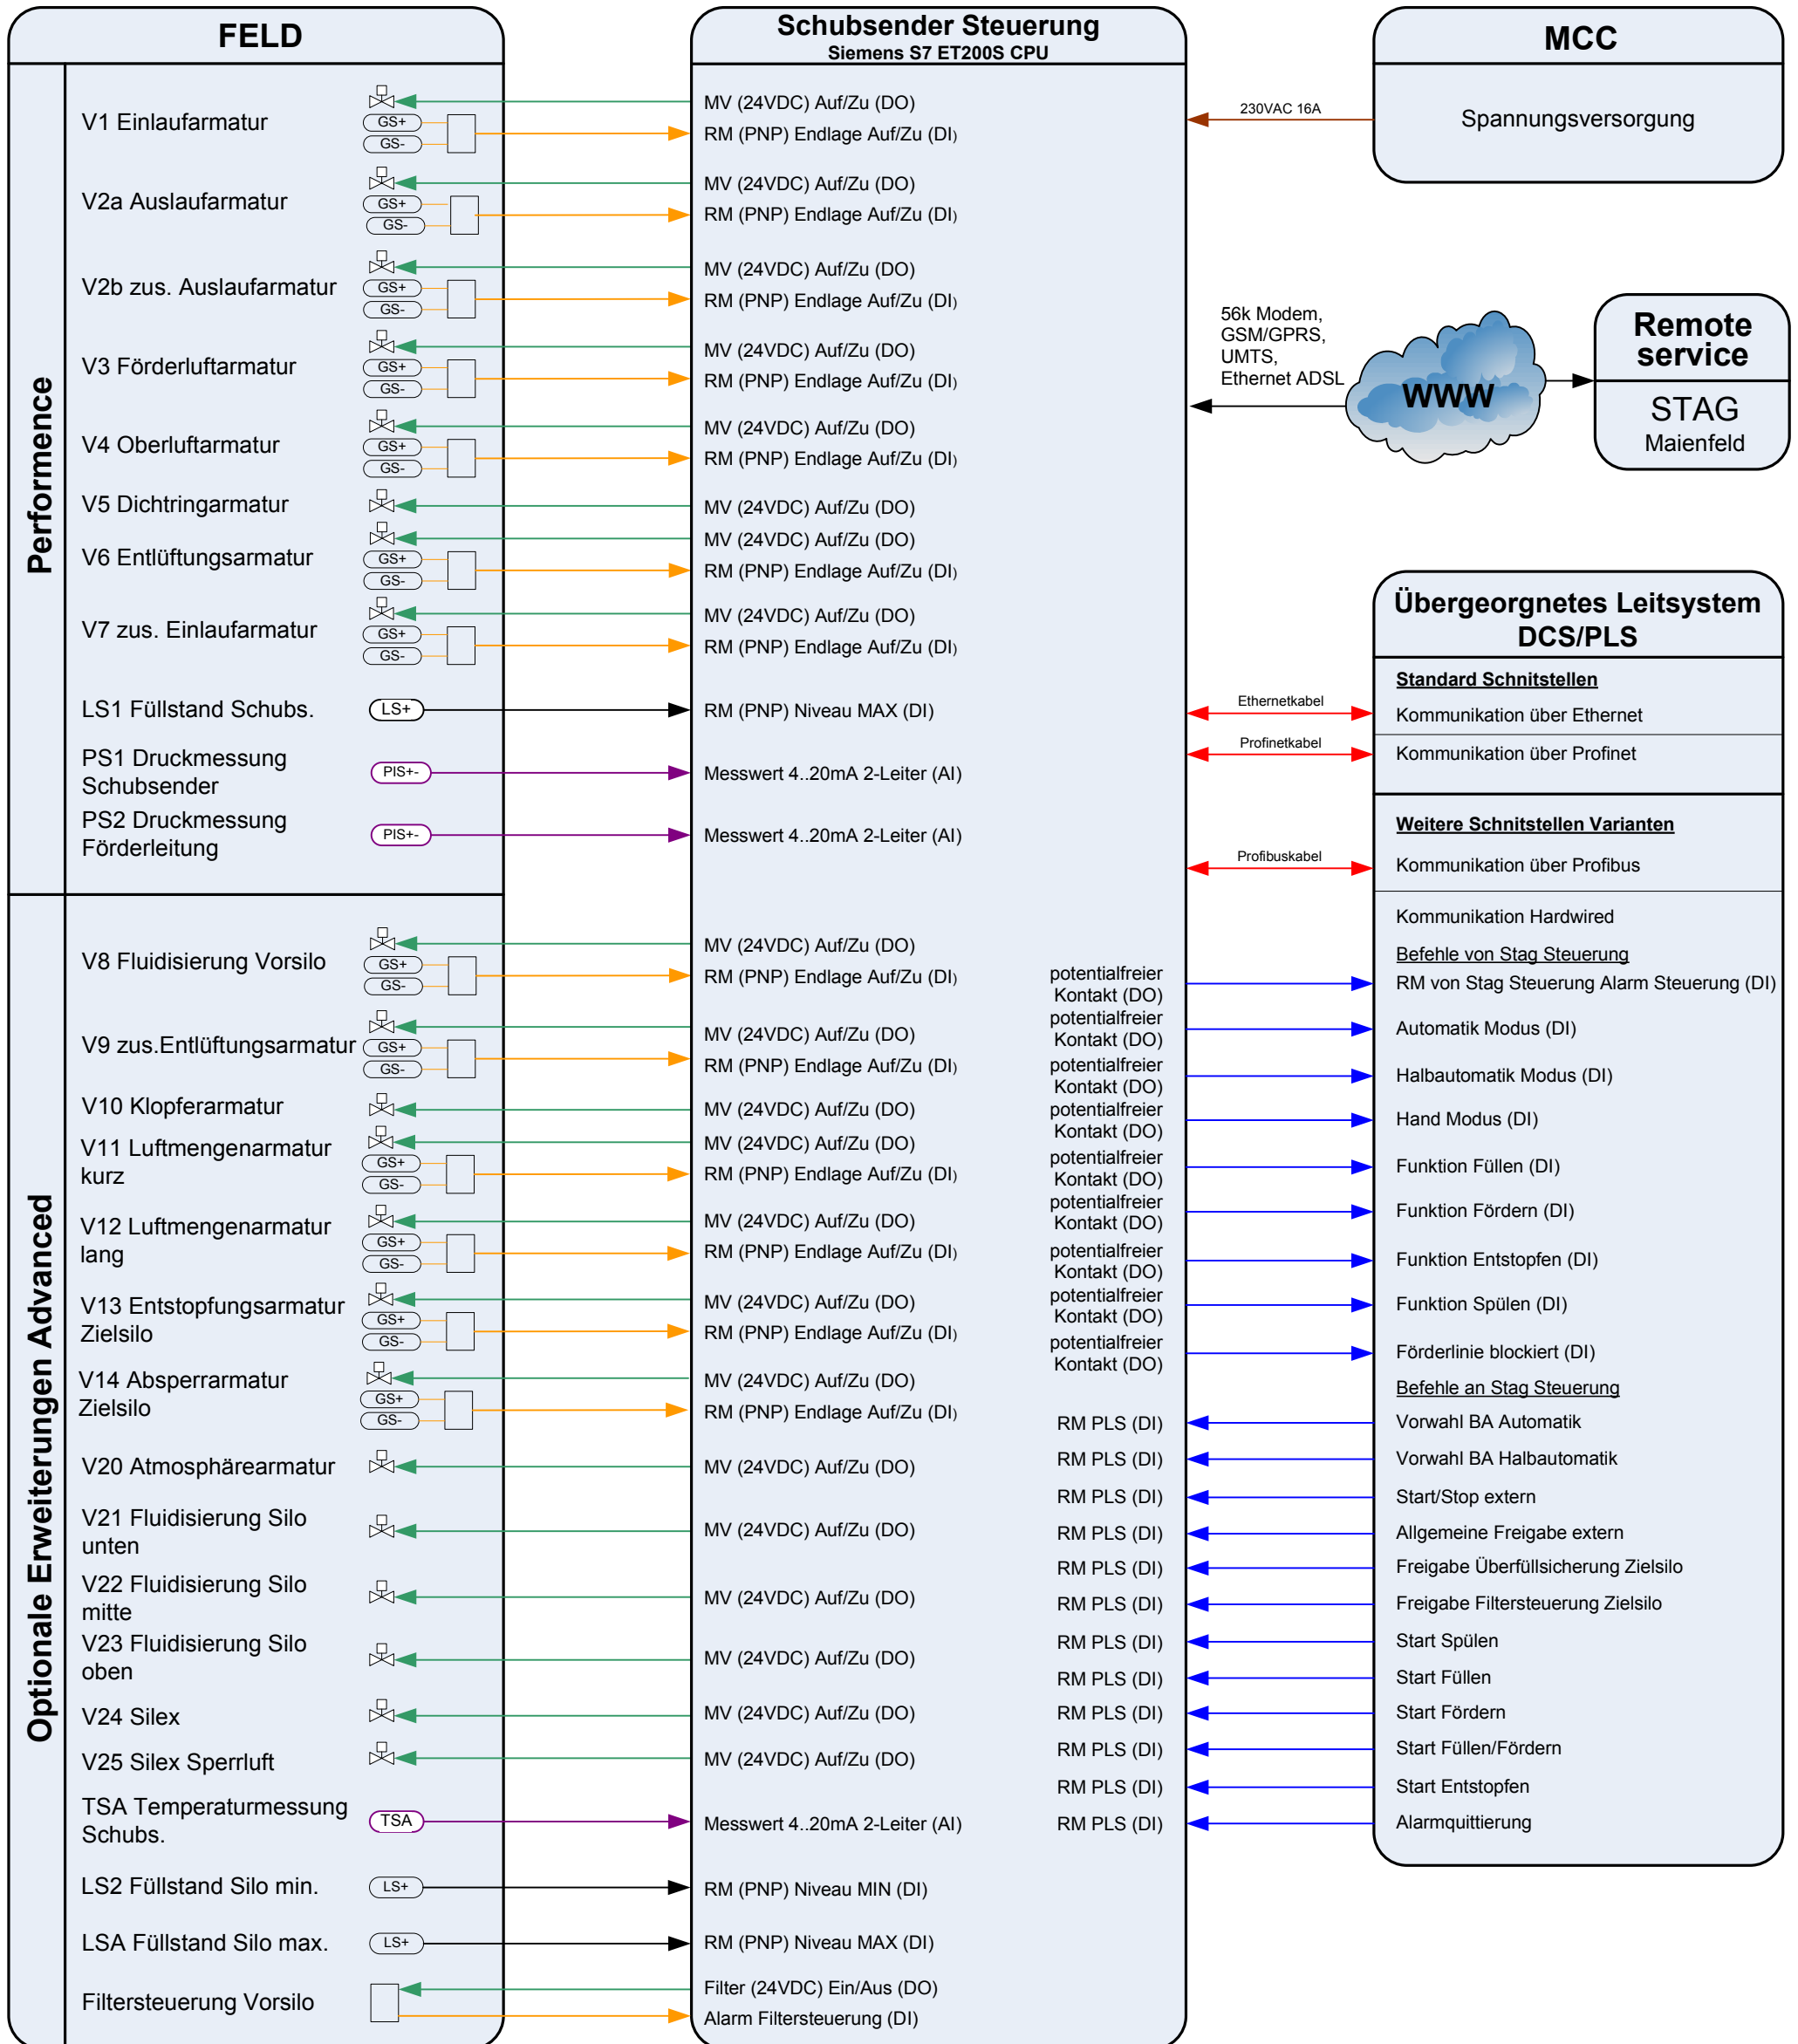 FELD
Performence
V1 Einlaufarmatur
GS+
GS-
V2a Auslaufarmatur
GS+
GS-
V2b zus. Auslaufarmatur
GS+
GS-
V3 Förderluftarmatur
GS+
GS-
V4 Oberluftarmatur
GS+
GS-
V5 Dichtringarmatur
V6 Entlüftungsarmatur
GS+
GS-
V7 zus. Einlaufarmatur
GS+
GS-
LS1 Füllstand Schubs.
LS+
PS1 Druckmessung
Schubsender
PIS+-
PS2 Druckmessung
Förderleitung
PIS+-
Optionale Erweiterungen Advanced
V8 Fluidisierung Vorsilo
GS+
GS-
V9 zus.Entlüftungsarmatur
GS+
GS-
V10 Klopferarmatur
V11 Luftmengenarmatur
kurz
GS+
GS-
V12 Luftmengenarmatur
lang
GS+
GS-
V13 Entstopfungsarmatur
Zielsilo
GS+
GS-
V14 Absperrarmatur
Zielsilo
GS+
GS-
V20 Atmosphärearmatur
V21 Fluidisierung Silo
unten
V22 Fluidisierung Silo
mitte
V23 Fluidisierung Silo
oben
V24 Silex
V25 Silex Sperrluft
TSA Temperaturmessung
Schubs.
TSA
LS2 Füllstand Silo min.
LS+
LSA Füllstand Silo max.
LS+
Filtersteuerung Vorsilo
Schubsender Steuerung
Siemens S7 ET200S CPU
MV (24VDC) Auf/Zu (DO)
RM (PNP) Endlage Auf/Zu (DI)
MV (24VDC) Auf/Zu (DO)
RM (PNP) Endlage Auf/Zu (DI)
MV (24VDC) Auf/Zu (DO)
RM (PNP) Endlage Auf/Zu (DI)
MV (24VDC) Auf/Zu (DO)
RM (PNP) Endlage Auf/Zu (DI)
MV (24VDC) Auf/Zu (DO)
RM (PNP) Endlage Auf/Zu (DI)
MV (24VDC) Auf/Zu (DO)
MV (24VDC) Auf/Zu (DO)
RM (PNP) Endlage Auf/Zu (DI)
MV (24VDC) Auf/Zu (DO)
RM (PNP) Endlage Auf/Zu (DI)
RM (PNP) Niveau MAX (DI)
Messwert 4..20mA 2-Leiter (AI)
Messwert 4..20mA 2-Leiter (AI)
MV (24VDC) Auf/Zu (DO)
RM (PNP) Endlage Auf/Zu (DI)
MV (24VDC) Auf/Zu (DO)
RM (PNP) Endlage Auf/Zu (DI)
MV (24VDC) Auf/Zu (DO)
MV (24VDC) Auf/Zu (DO)
RM (PNP) Endlage Auf/Zu (DI)
MV (24VDC) Auf/Zu (DO)
RM (PNP) Endlage Auf/Zu (DI)
MV (24VDC) Auf/Zu (DO)
RM (PNP) Endlage Auf/Zu (DI)
MV (24VDC) Auf/Zu (DO)
RM (PNP) Endlage Auf/Zu (DI)
MV (24VDC) Auf/Zu (DO)
MV (24VDC) Auf/Zu (DO)
MV (24VDC) Auf/Zu (DO)
MV (24VDC) Auf/Zu (DO)
MV (24VDC) Auf/Zu (DO)
MV (24VDC) Auf/Zu (DO)
Messwert 4..20mA 2-Leiter (AI)
RM (PNP) Niveau MIN (DI)
RM (PNP) Niveau MAX (DI)
Filter (24VDC) Ein/Aus (DO)
Alarm Filtersteuerung (DI)
potentialfreier
Kontakt (DO)
potentialfreier
Kontakt (DO)
potentialfreier
Kontakt (DO)
potentialfreier
Kontakt (DO)
potentialfreier
Kontakt (DO)
potentialfreier
Kontakt (DO)
potentialfreier
Kontakt (DO)
potentialfreier
Kontakt (DO)
potentialfreier
Kontakt (DO)
RM PLS (DI)
RM PLS (DI)
RM PLS (DI)
RM PLS (DI)
RM PLS (DI)
RM PLS (DI)
RM PLS (DI)
RM PLS (DI)
RM PLS (DI)
RM PLS (DI)
RM PLS (DI)
RM PLS (DI)
MCC
230VAC 16A
Spannungsversorgung
56k Modem,
GSM/GPRS,
UMTS,
Ethernet ADSL
WWW
Remote
service
STAG
Maienfeld
Übergeorgnetes Leitsystem
DCS/PLS
Standard Schnitstellen
Ethernetkabel
Kommunikation über Ethernet
Profinetkabel
Kommunikation über Profinet
Weitere Schnitstellen Varianten
Profibuskabel
Kommunikation über Profibus
Kommunikation Hardwired
Befehle von Stag Steuerung
RM von Stag Steuerung Alarm Steuerung (DI)
Automatik Modus (DI)
Halbautomatik Modus (DI)
Hand Modus (DI)
Funktion Füllen (DI)
Funktion Fördern (DI)
Funktion Entstopfen (DI)
Funktion Spülen (DI)
Förderlinie blockiert (DI)
Befehle an Stag Steuerung
Vorwahl BA Automatik
Vorwahl BA Halbautomatik
Start/Stop extern
Allgemeine Freigabe extern
Freigabe Überfüllsicherung Zielsilo
Freigabe Filtersteuerung Zielsilo
Start Spülen
Start Füllen
Start Fördern
Start Füllen/Fördern
Start Entstopfen
Alarmquittierung